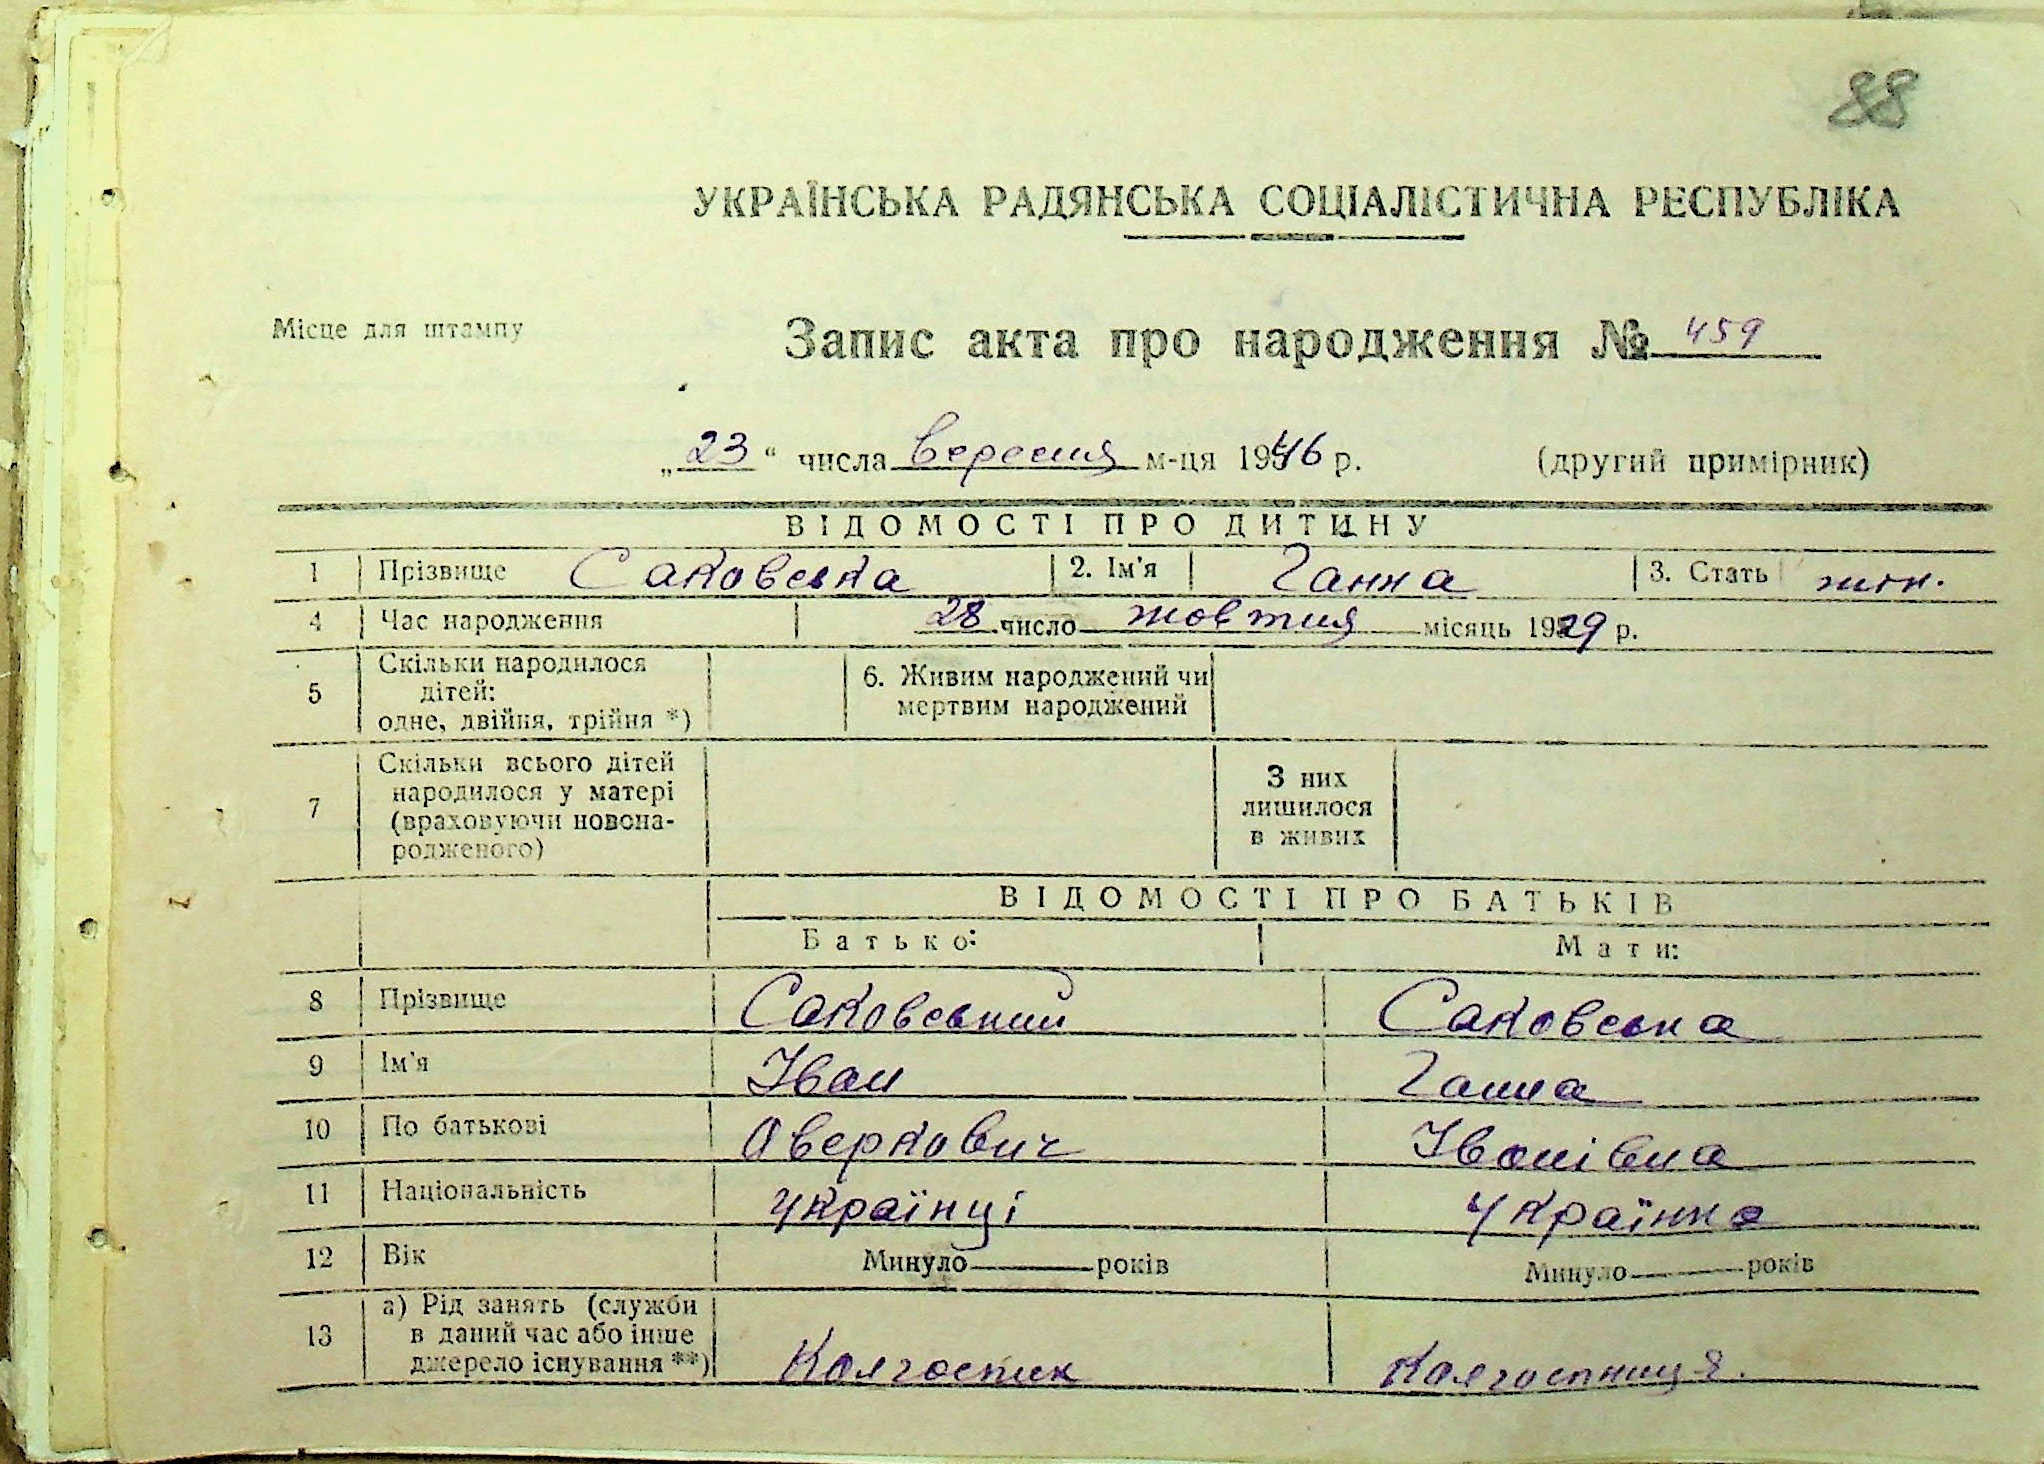 88
УКРАЇНСЬКА РАДЯНСЬКА СОЦІАЛІСТИЧНА РЕСПУБЛІКА
Місце для штампу
Запис акта про народження № 459
„23“ числа вересня м-ця 1946 р. (другий примірник)
ВІДОМОСТІ ПРО ДИТИНУ
1 Прізвище Саковська 2. Ім'я Ганна 3. Стать жін.
4 Час народження 28 число жовтня місяць 1929 р.
5 Скільки народилося дітей: одне, двійня, трійня *) 6. Живим народжений чи мертвим народжений
7 Скільки всього дітей народилося у матері (враховуючи новона-родженого) З них лишилося в живих
ВІДОМОСТІ ПРО БАТЬКІВ
Батько: Мати:
8 Прізвище Саковський Саковська
9 Ім'я Іван Ганна
10 По батькові Оверкович Іванівна
11 Національність Українці Українка
12 Вік Минуло — років Минуло — років
13 а) Рід занять (служби в даний час або інше джерело існування **) Колгоспник Колгоспниця.